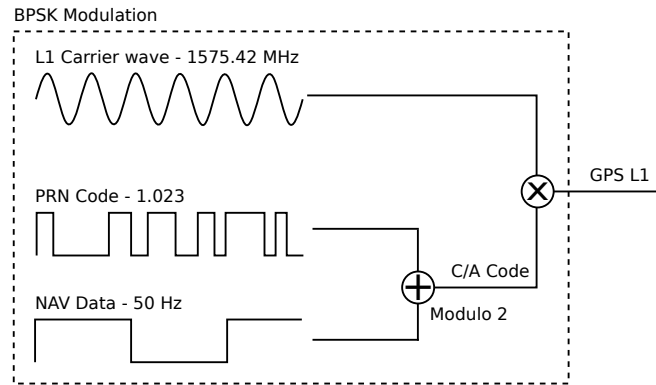 BPSK Modulation
L1 Carrier wave - 1575.42 MHz
GPS L1
PRN Code - 1.023
C/A Code
NAV Data - 50 Hz
Modulo 2